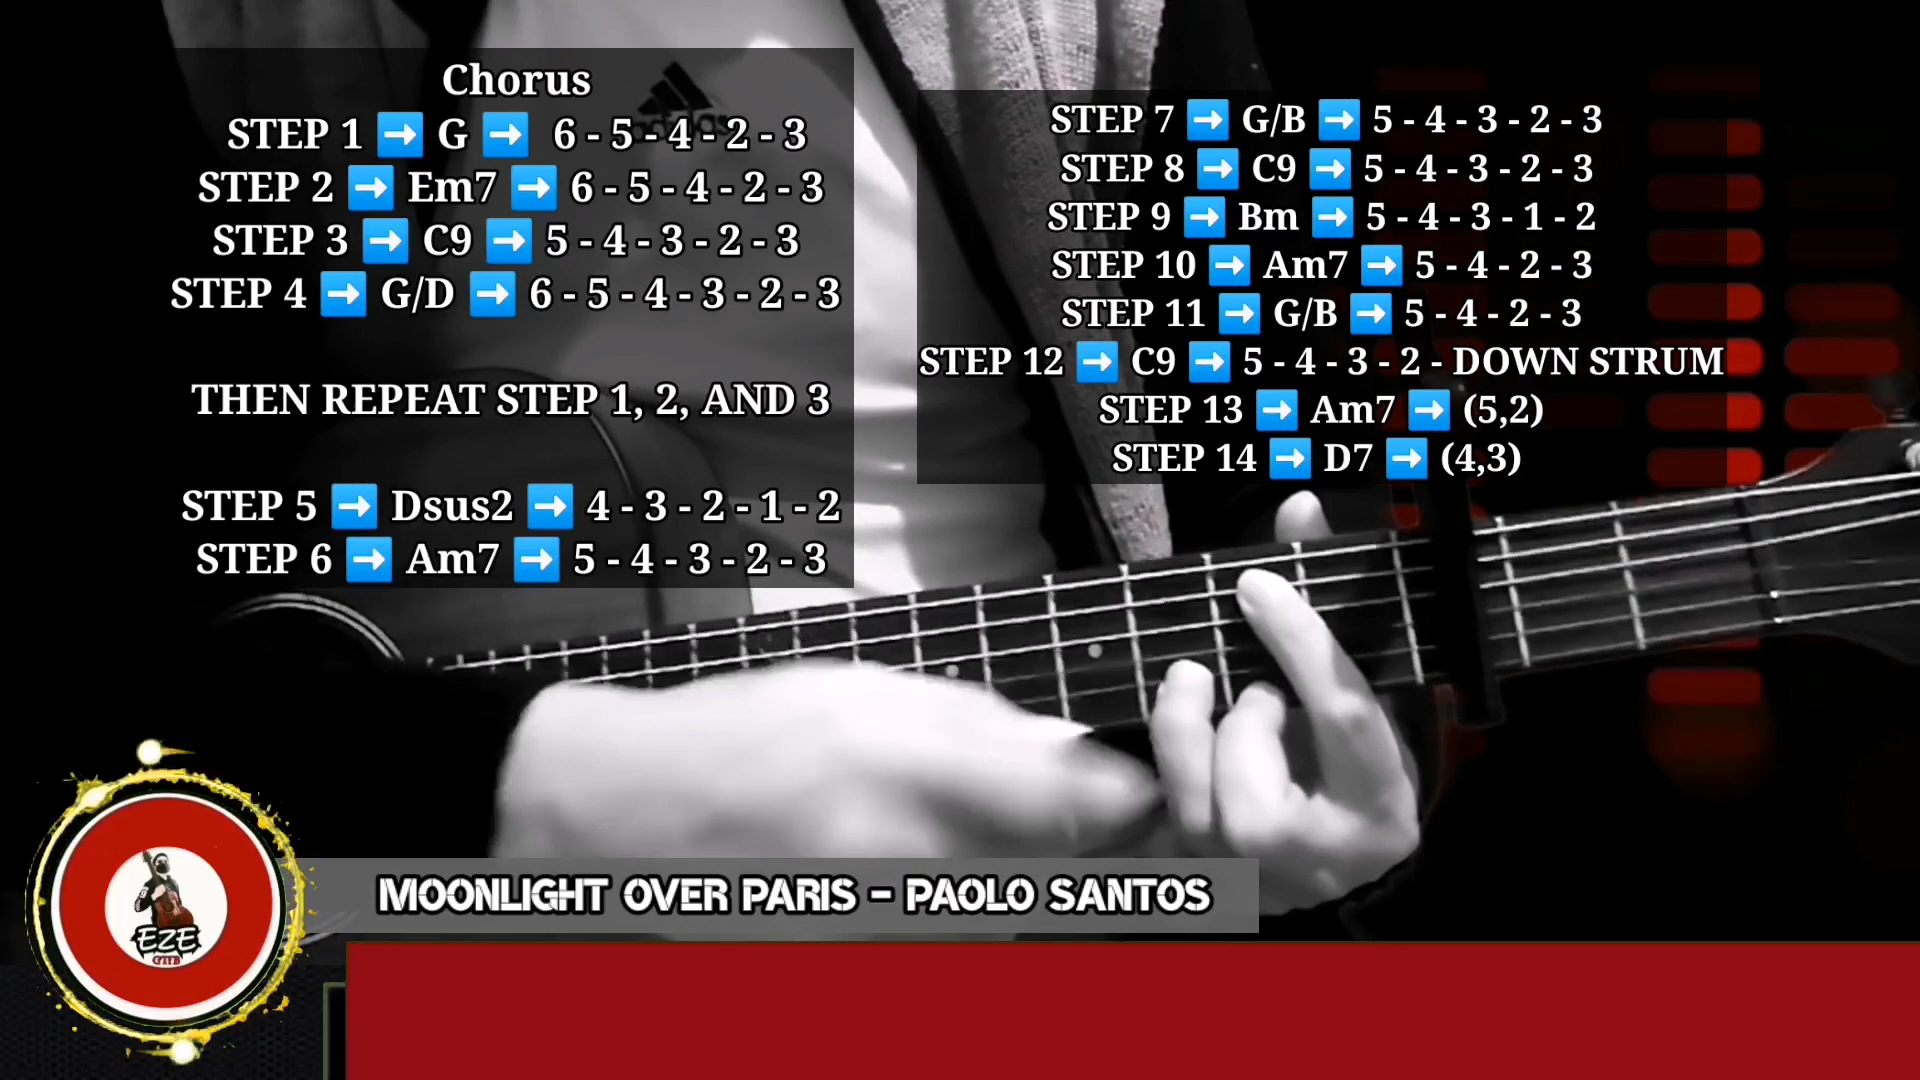 Chorus
STEP 1 ➡️ G ➡️ 6 - 5 - 4 - 2 - 3
STEP 2 ➡️ Em7 ➡️ 6 - 5 - 4 - 2 - 3
STEP 3 ➡️ C9 ➡️ 5 - 4 - 3 - 2 - 3
STEP 4 ➡️ G/D ➡️ 6 - 5 - 4 - 3 - 2 - 3
THEN REPEAT STEP 1, 2, AND 3
STEP 5 ➡️ Dsus2 ➡️ 4 - 3 - 2 - 1 - 2
STEP 6 ➡️ Am7 ➡️ 5 - 4 - 3 - 2 - 3
STEP 7 ➡️ G/B ➡️ 5 - 4 - 3 - 2 - 3
STEP 8 ➡️ C9 ➡️ 5 - 4 - 3 - 2 - 3
STEP 9 ➡️ Bm ➡️ 5 - 4 - 3 - 1 - 2
STEP 10 ➡️ Am7 ➡️ 5 - 4 - 2 - 3
STEP 11 ➡️ G/B ➡️ 5 - 4 - 2 - 3
STEP 12 ➡️ C9 ➡️ 5 - 4 - 3 - 2 - DOWN STRUM
STEP 13 ➡️ Am7 ➡️ (5,2)
STEP 14 ➡️ D7 ➡️ (4,3)
adidas
MOONLIGHT OVER PARIS - PAOLO SANTOS
EZE